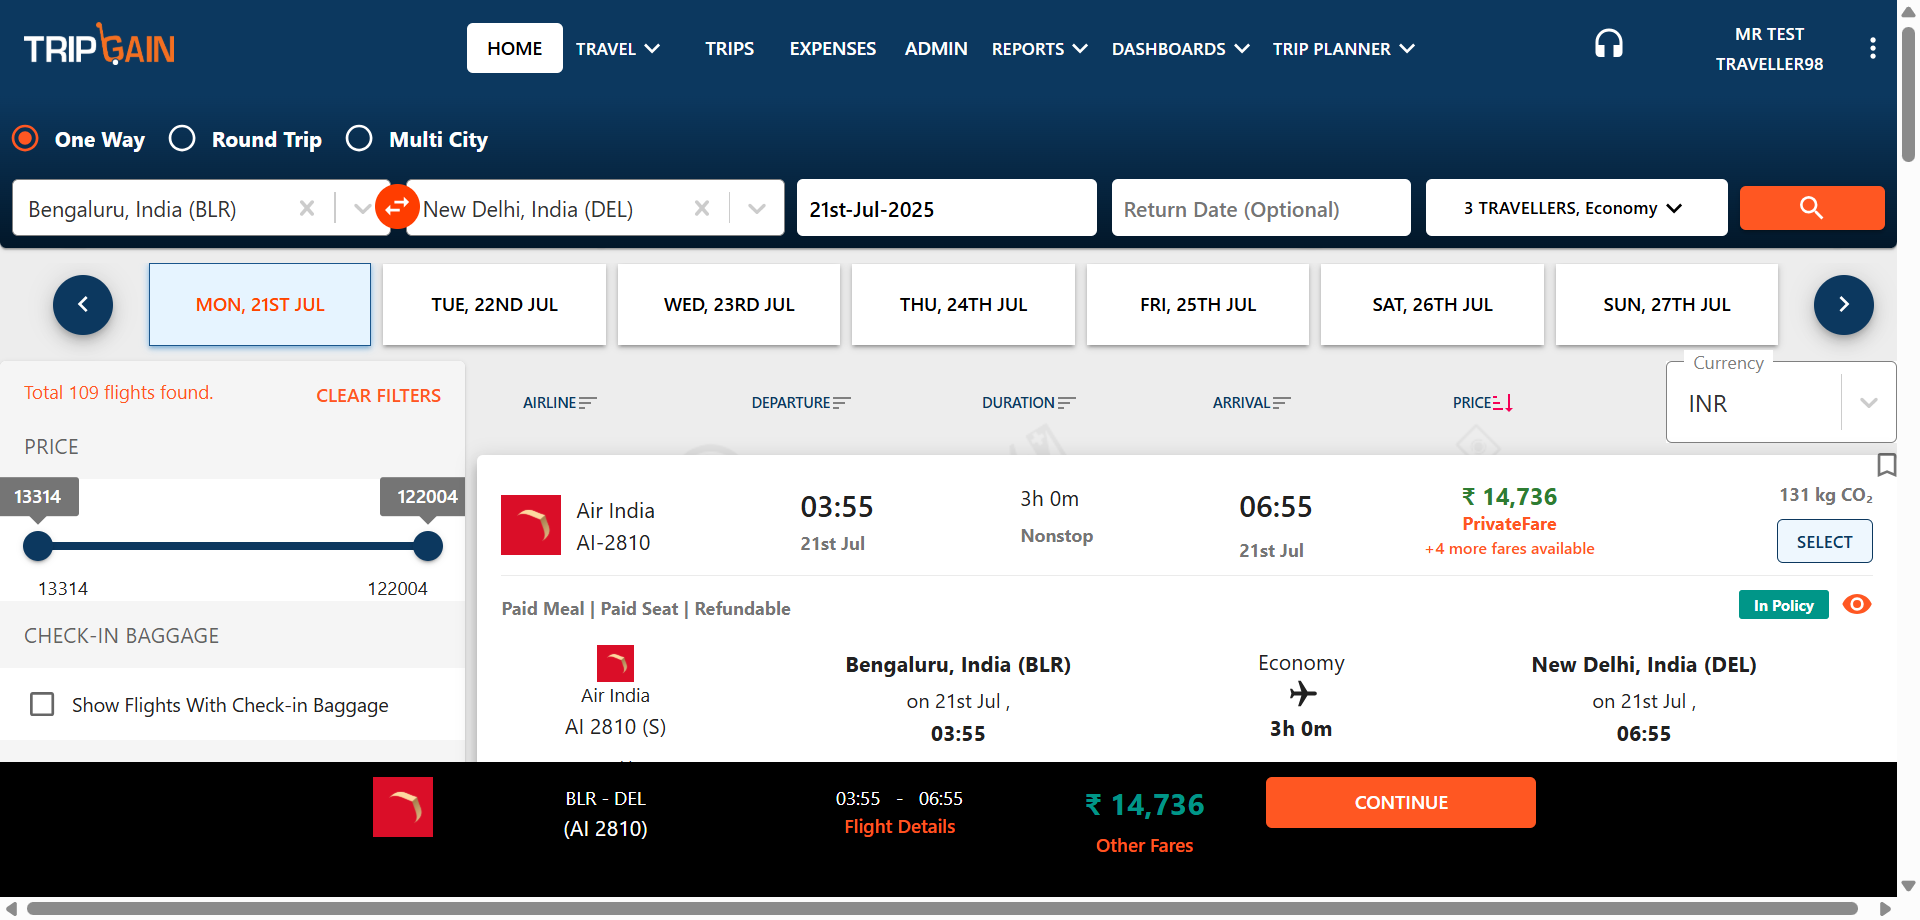 TRIPGAIN
HOME
TRAVEL
TRIPS
EXPENSES
ADMIN
REPORTS
DASHBOARDS
TRIP PLANNER
MR TEST
TRAVELLER98
One Way
Round Trip
Multi City
Bengaluru, India (BLR)
New Delhi, India (DEL)
21st-Jul-2025
Return Date (Optional)
3 TRAVELLERS, Economy
MON, 21ST JUL
TUE, 22ND JUL
WED, 23RD JUL
THU, 24TH JUL
FRI, 25TH JUL
SAT, 26TH JUL
SUN, 27TH JUL
Total 109 flights found.
CLEAR FILTERS
PRICE
13314
122004
13314
122004
CHECK-IN BAGGAGE
Show Flights With Check-in Baggage
AIRLINE
DEPARTURE
DURATION
ARRIVAL
PRICE
Currency
INR
Air India
AI-2810
03:55
21st Jul
3h 0m
Nonstop
06:55
21st Jul
₹ 14,736
PrivateFare
+4 more fares available
131 kg CO₂
SELECT
Paid Meal | Paid Seat | Refundable
In Policy
Air India
AI 2810 (S)
Bengaluru, India (BLR)
on 21st Jul ,
03:55
Economy
3h 0m
New Delhi, India (DEL)
on 21st Jul ,
06:55
BLR - DEL
(AI 2810)
03:55 - 06:55
Flight Details
₹ 14,736
Other Fares
CONTINUE